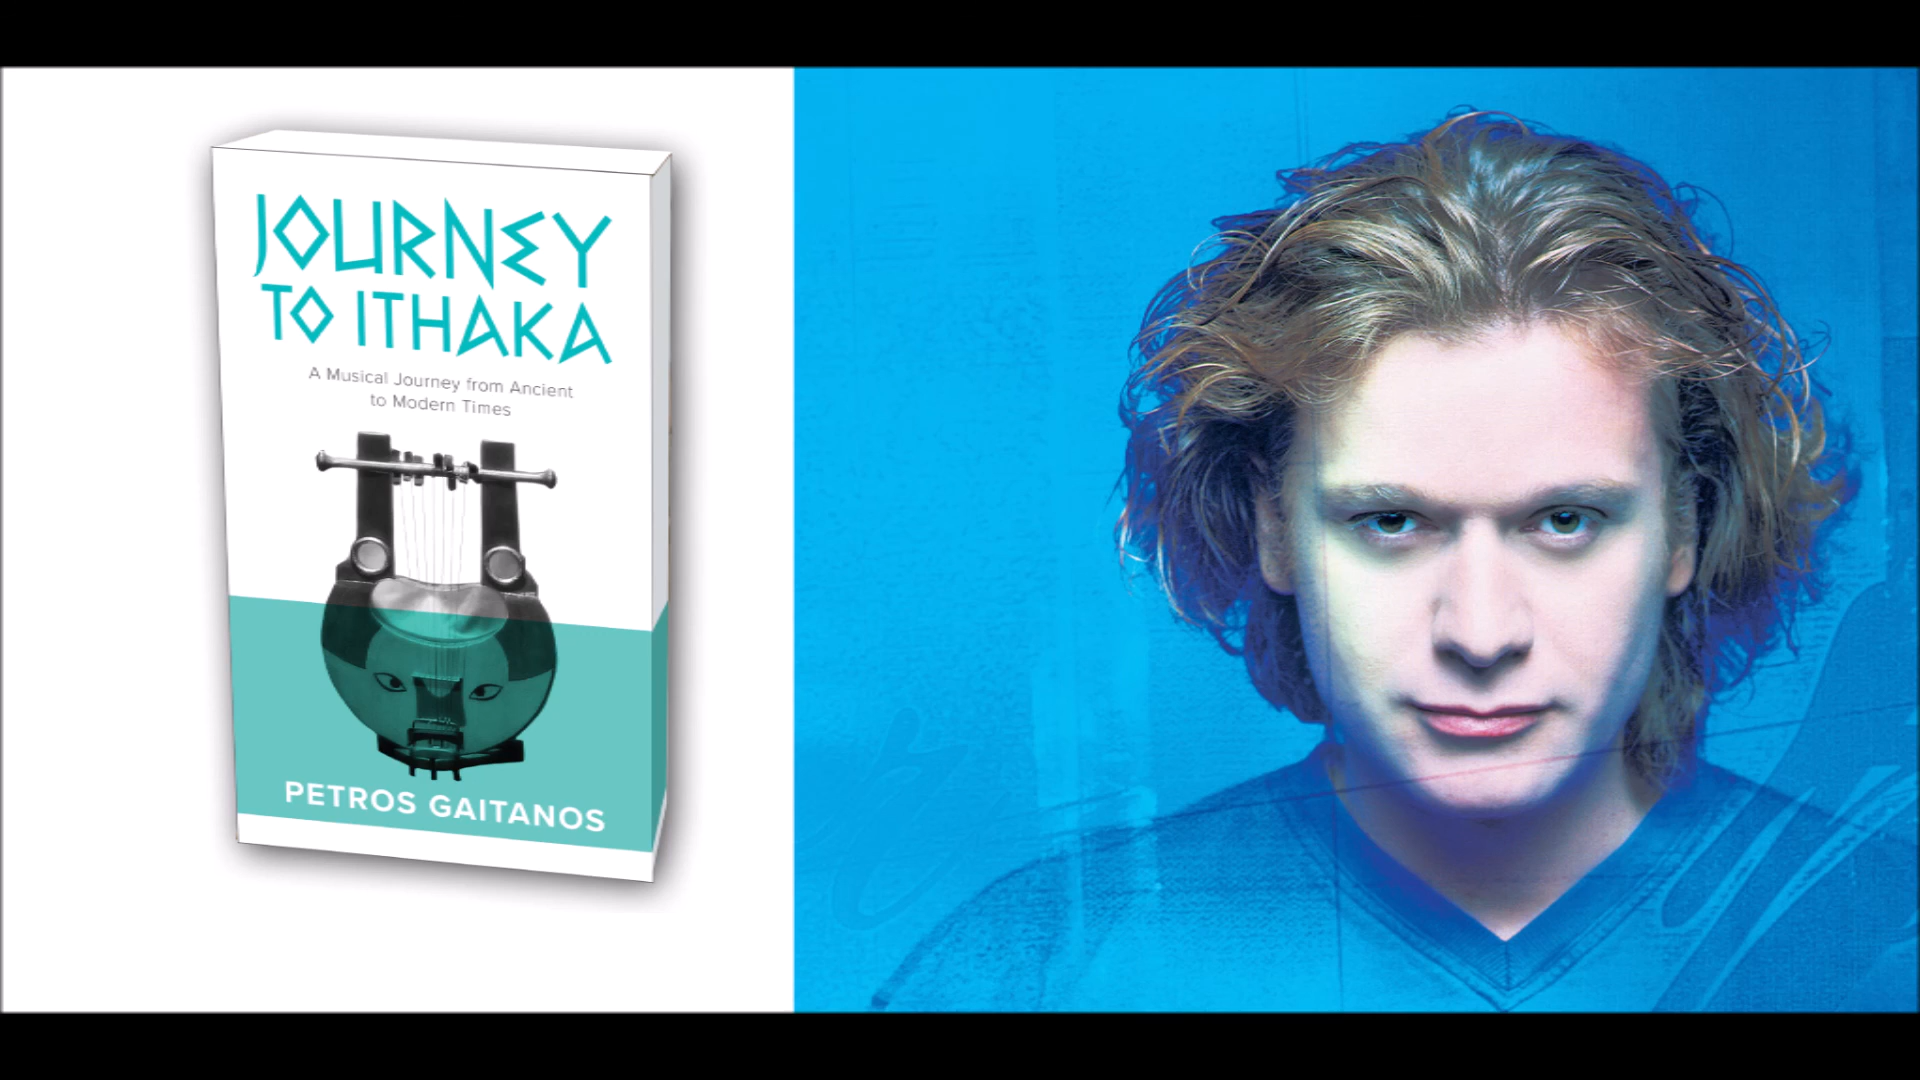 JOURNEY
TO ITHAKA
A Musical Journey from Ancient
to Modern Times
PETROS GAITANOS